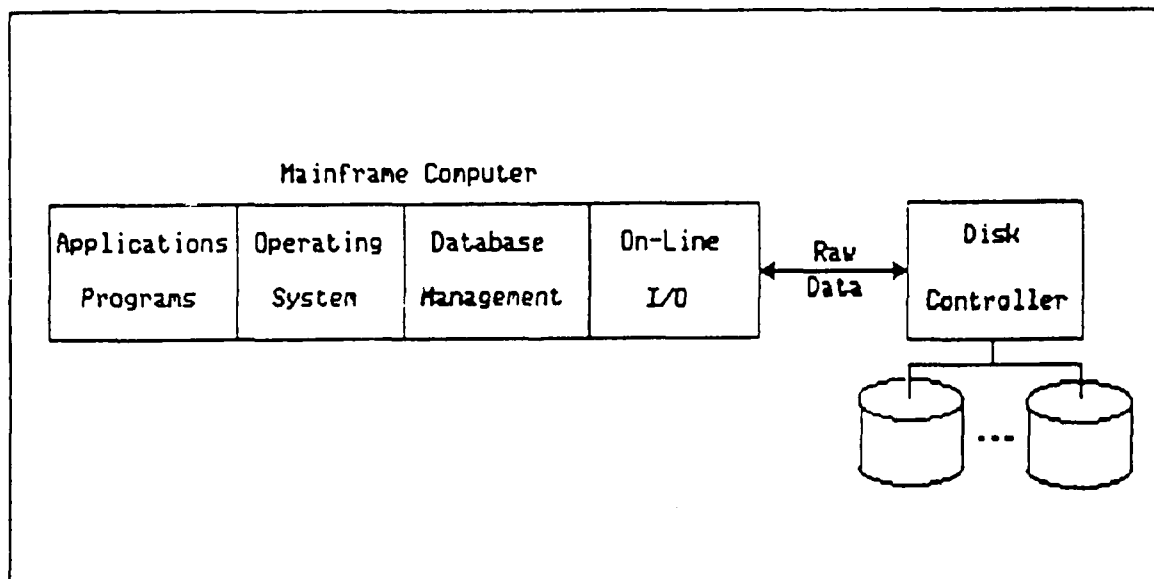 Mainframe Computer
Applications Programs
Operating System
Database Management
On-Line I/O
Raw Data
Disk Controller
...